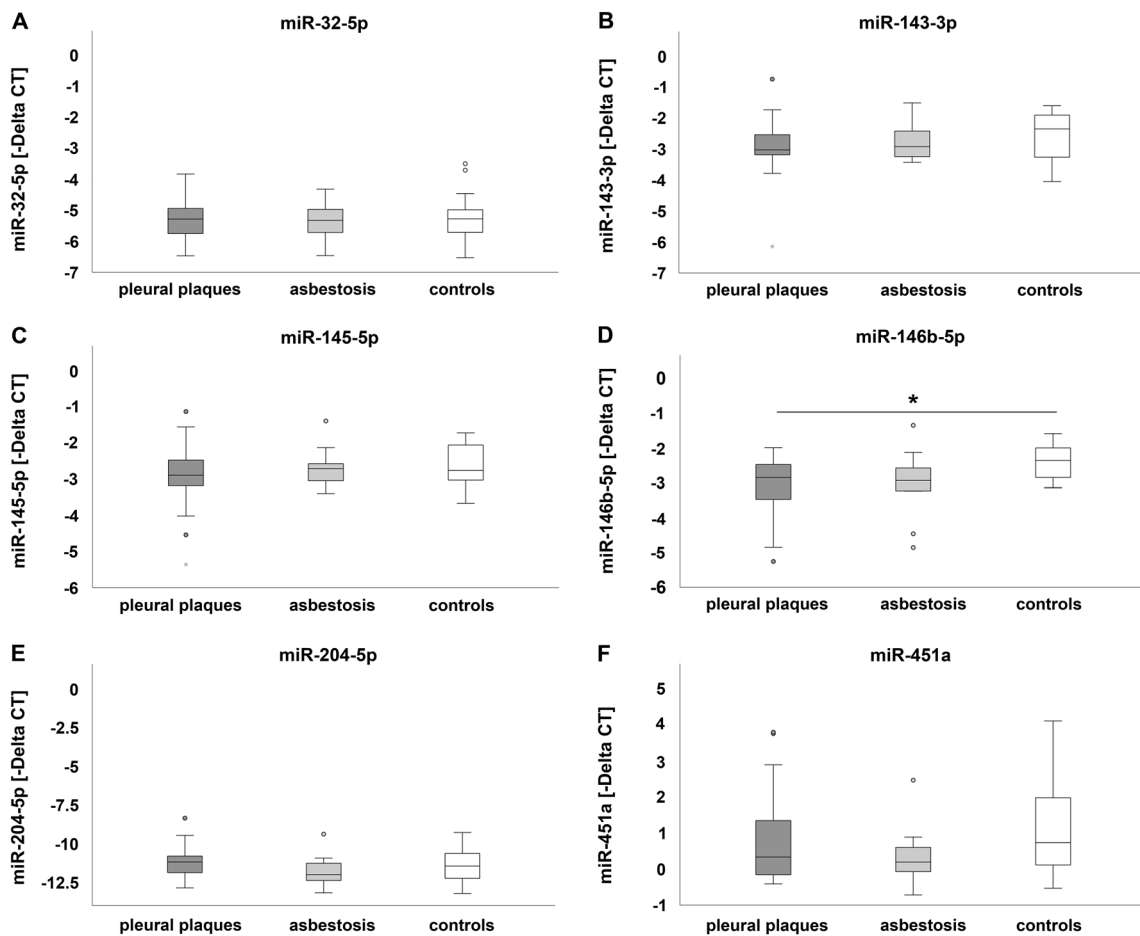 A
miR-32-5p
miR-32-5p [-Delta CT]
0
-1
-2
-3
-4
-5
-6
-7
pleural plaques
asbestosis
controls
B
miR-143-3p
miR-143-3p [-Delta CT]
0
-1
-2
-3
-4
-5
-6
-7
pleural plaques
asbestosis
controls
C
miR-145-5p
miR-145-5p [-Delta CT]
0
-1
-2
-3
-4
-5
-6
pleural plaques
asbestosis
controls
D
miR-146b-5p
miR-146b-5p [-Delta CT]
0
-1
-2
-3
-4
-5
-6
*
pleural plaques
asbestosis
controls
E
miR-204-5p
miR-204-5p [-Delta CT]
0
-2.5
-5
-7.5
-10
-12.5
pleural plaques
asbestosis
controls
F
miR-451a
miR-451a [-Delta CT]
5
4
3
2
1
0
-1
pleural plaques
asbestosis
controls